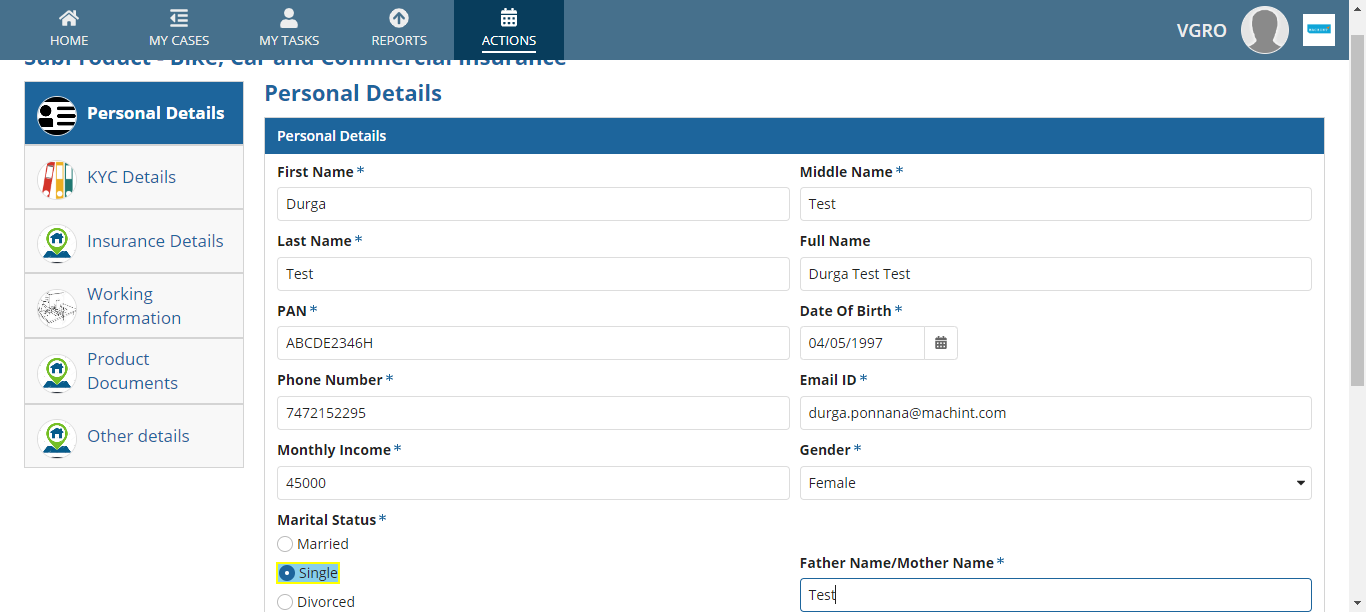 HOME
MY CASES
MY TASKS
REPORTS
ACTIONS
VGRO
SubProduct - Bike, Car and Commercial Insurance
Personal Details
KYC Details
Insurance Details
Working
Information
Product
Documents
Other details
Personal Details
Personal Details
First Name *
Middle Name *
Durga
Test
Last Name *
Full Name
Test
Durga Test Test
PAN *
Date Of Birth *
ABCDE2346H
04/05/1997
Phone Number *
Email ID *
7472152295
durga.ponnana@machint.com
Monthly Income *
Gender *
45000
Female
Marital Status *
Married
Single
Divorced
Father Name/Mother Name *
Test